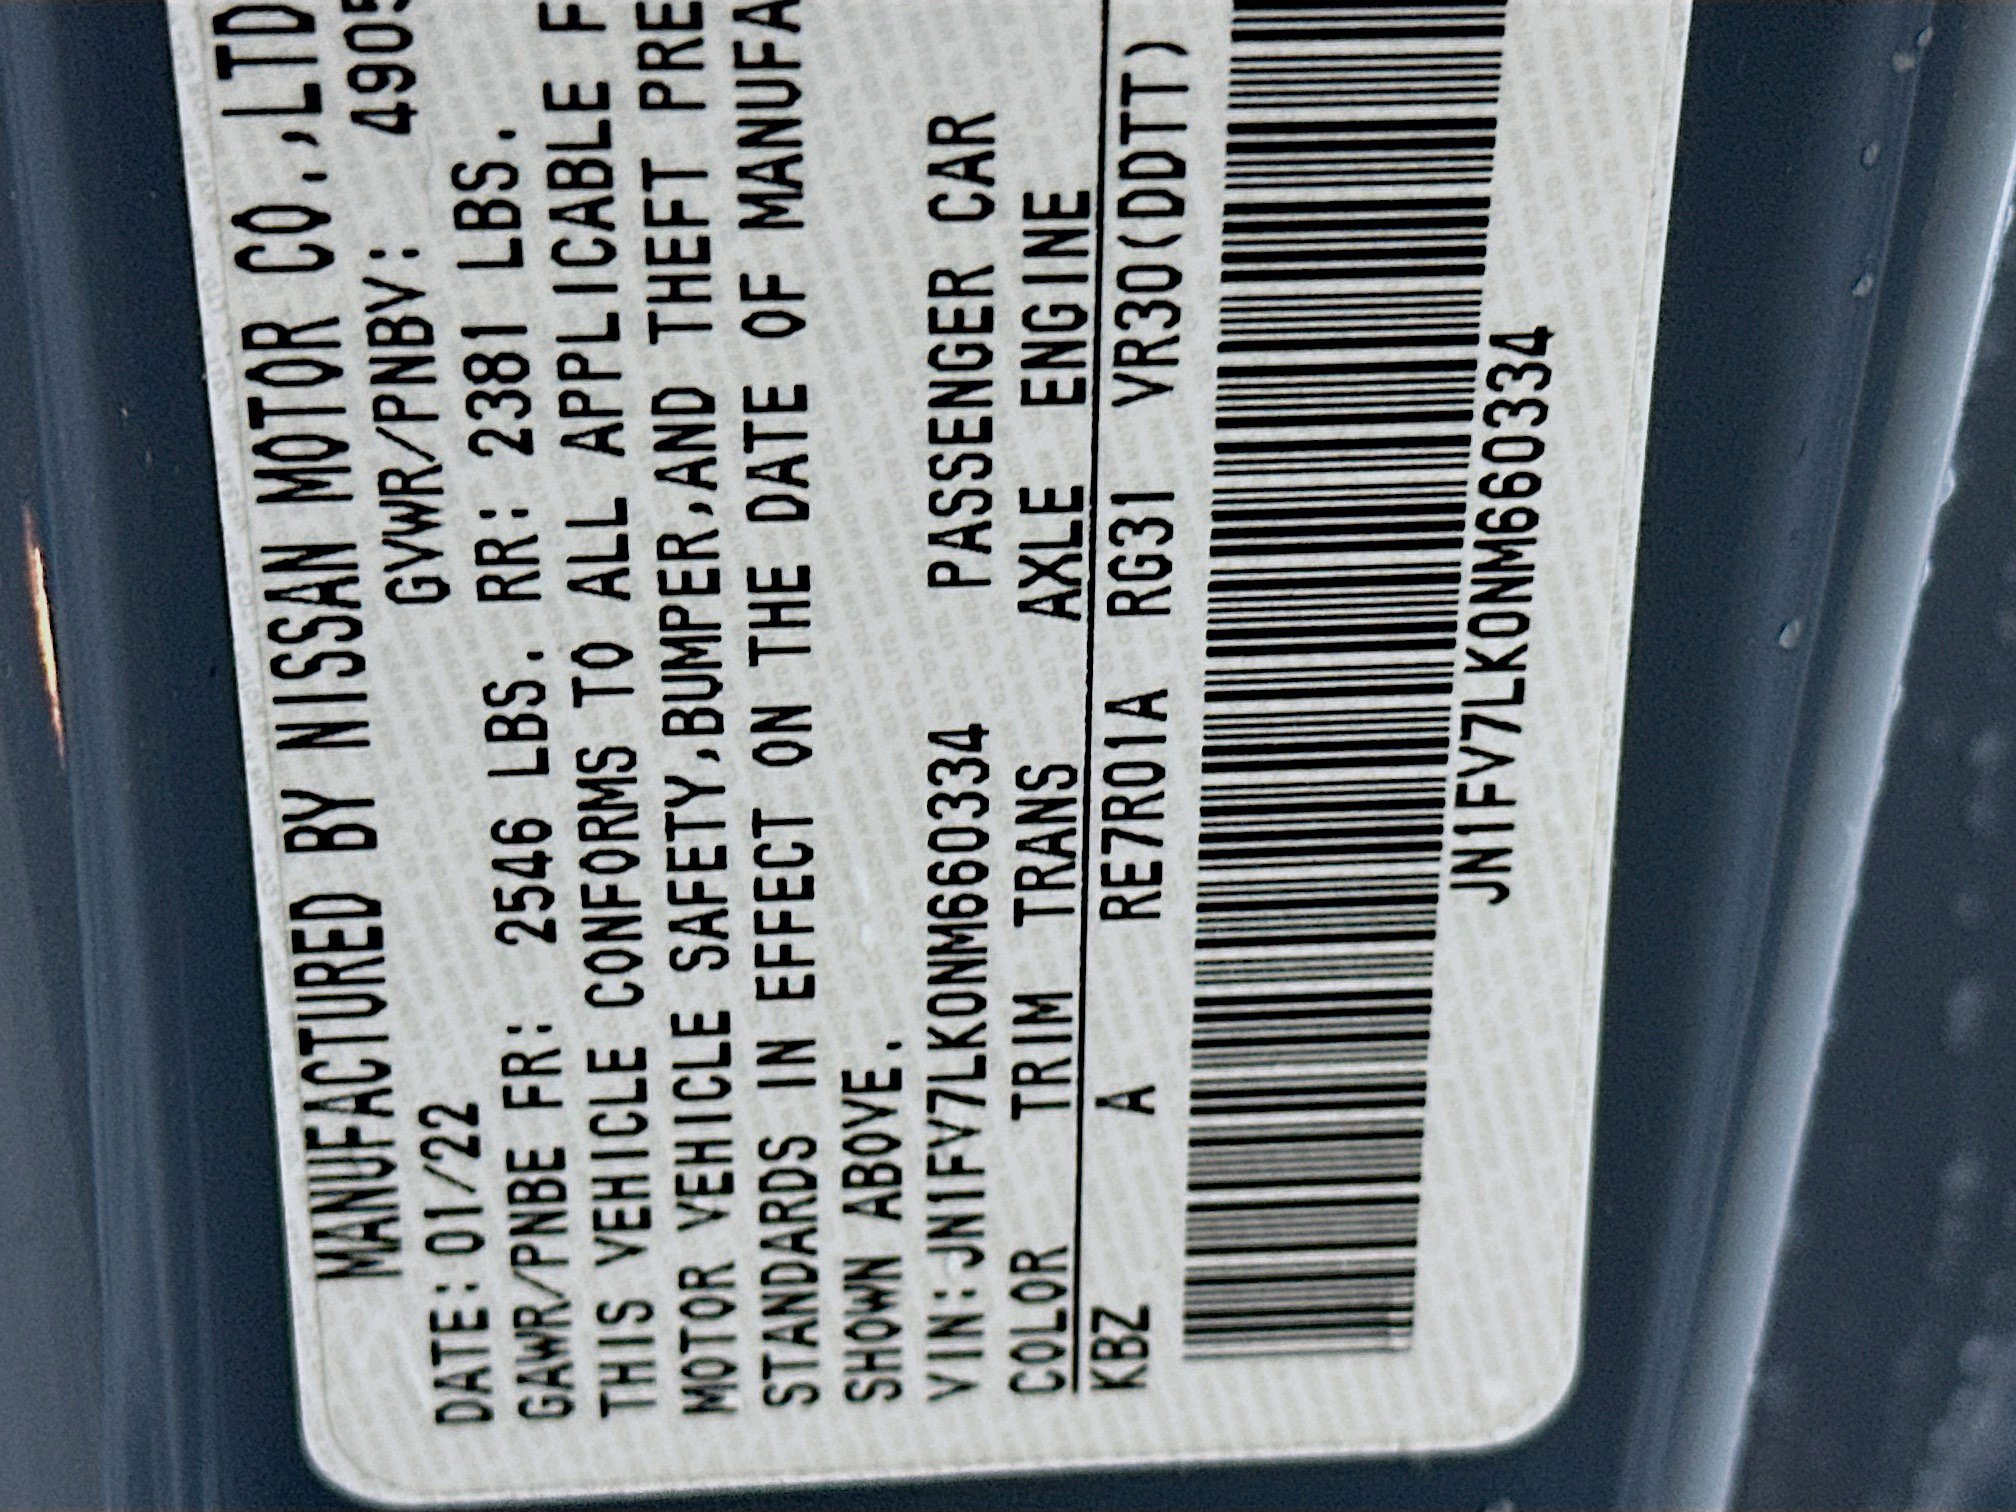 MANUFACTURED BY NISSAN MOTOR CO.,LTD
DATE:01/22 GVWR/PNBV: 4905
GAWR/PNBE FR: 2546 LBS. RR: 2381 LBS.
THIS VEHICLE CONFORMS TO ALL APPLICABLE F
MOTOR VEHICLE SAFETY,BUMPER,AND THEFT PRE
STANDARDS IN EFFECT ON THE DATE OF MANUFA
SHOWN ABOVE.
VIN:JN1FV7LK0NM660334 PASSENGER CAR
COLOR TRIM TRANS AXLE ENGINE
KBZ A RE7R01A RG31 VR30(DDTT)
JN1FV7LK0NM660334